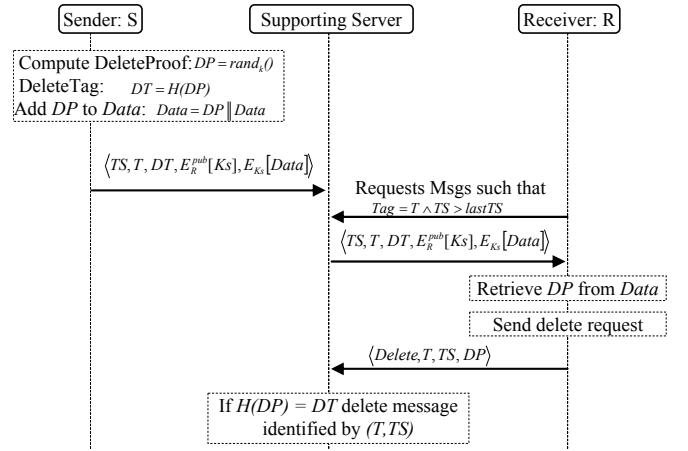 Sender: S
Supporting Server
Receiver: R
Compute DeleteProof: DP = rand_k()
DeleteTag: DT = H(DP)
Add DP to Data: Data = DP || Data
⟨TS, T, DT, E_R^pub[Ks], E_Ks[Data]⟩
Requests Msgs such that
Tag = T ∧ TS > lastTS
⟨TS, T, DT, E_R^pub[Ks], E_Ks[Data]⟩
Retrieve DP from Data
Send delete request
⟨Delete, T, TS, DP⟩
If H(DP) = DT delete message
identified by (T,TS)